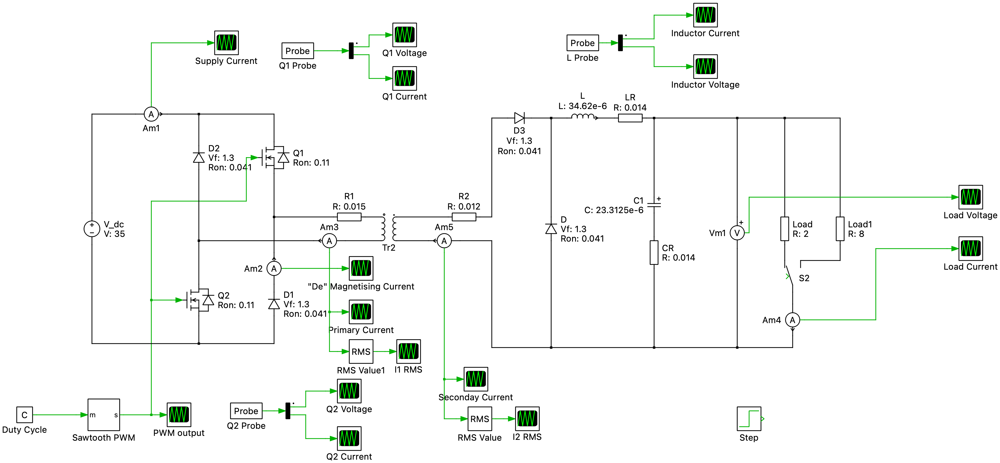 Inductor Current
Probe
L Probe
Inductor Voltage
Supply Current
Probe
Q1 Probe
Q1 Voltage
Q1 Current
A
Am1
D2
Vf: 1.3
Ron: 0.041
Q1
Ron: 0.11
L
L: 34.62e-6
LR
R: 0.014
D3
Vf: 1.3
Ron: 0.041
V_dc
V: 35
+
−
R1
R: 0.015
R2
R: 0.012
Am3
A
Am5
A
Tr2
C1
C: 23.3125e-6
+
D
Vf: 1.3
Ron: 0.041
CR
R: 0.014
Vm1
V
+
Load
R: 2
Load1
R: 8
Load Voltage
Load Current
S2
Am4
A
Am2
A
"De" Magnetising Current
Q2
Ron: 0.11
D1
Vf: 1.3
Ron: 0.041
Primary Current
RMS
RMS Value1
I1 RMS
Seconday Current
RMS
RMS Value
I2 RMS
C
Duty Cycle
m
s
Sawtooth PWM
PWM output
Probe
Q2 Probe
Q2 Voltage
Q2 Current
Step